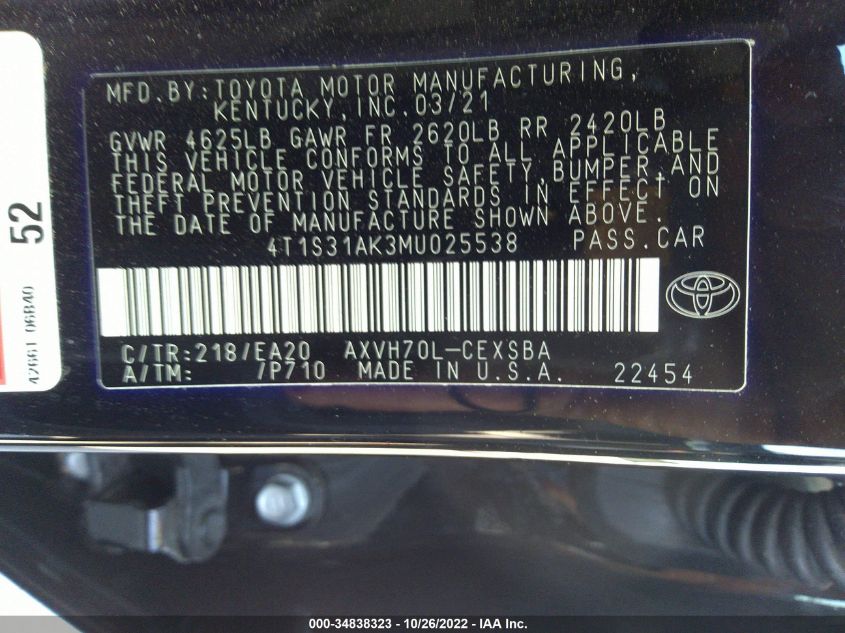 MFD.BY:TOYOTA MOTOR MANUFACTURING,
KENTUCKY,INC.03/21
GVWR 4625LB GAWR FR 2620LB RR 2420LB
THIS VEHICLE CONFORMS TO ALL APPLICABLE
FEDERAL MOTOR VEHICLE SAFETY,BUMPER,AND
THEFT PREVENTION STANDARDS IN EFFECT ON
THE DATE OF MANUFACTURE SHOWN ABOVE.
4T1S31AK3MU025538 PASS.CAR
C/TR:218/EA20 AXVH70L-CEXSBA
A/TM: /P710 MADE IN U.S.A. 22454
52
42661 06B40
000-34838323 - 10/26/2022 - IAA Inc.